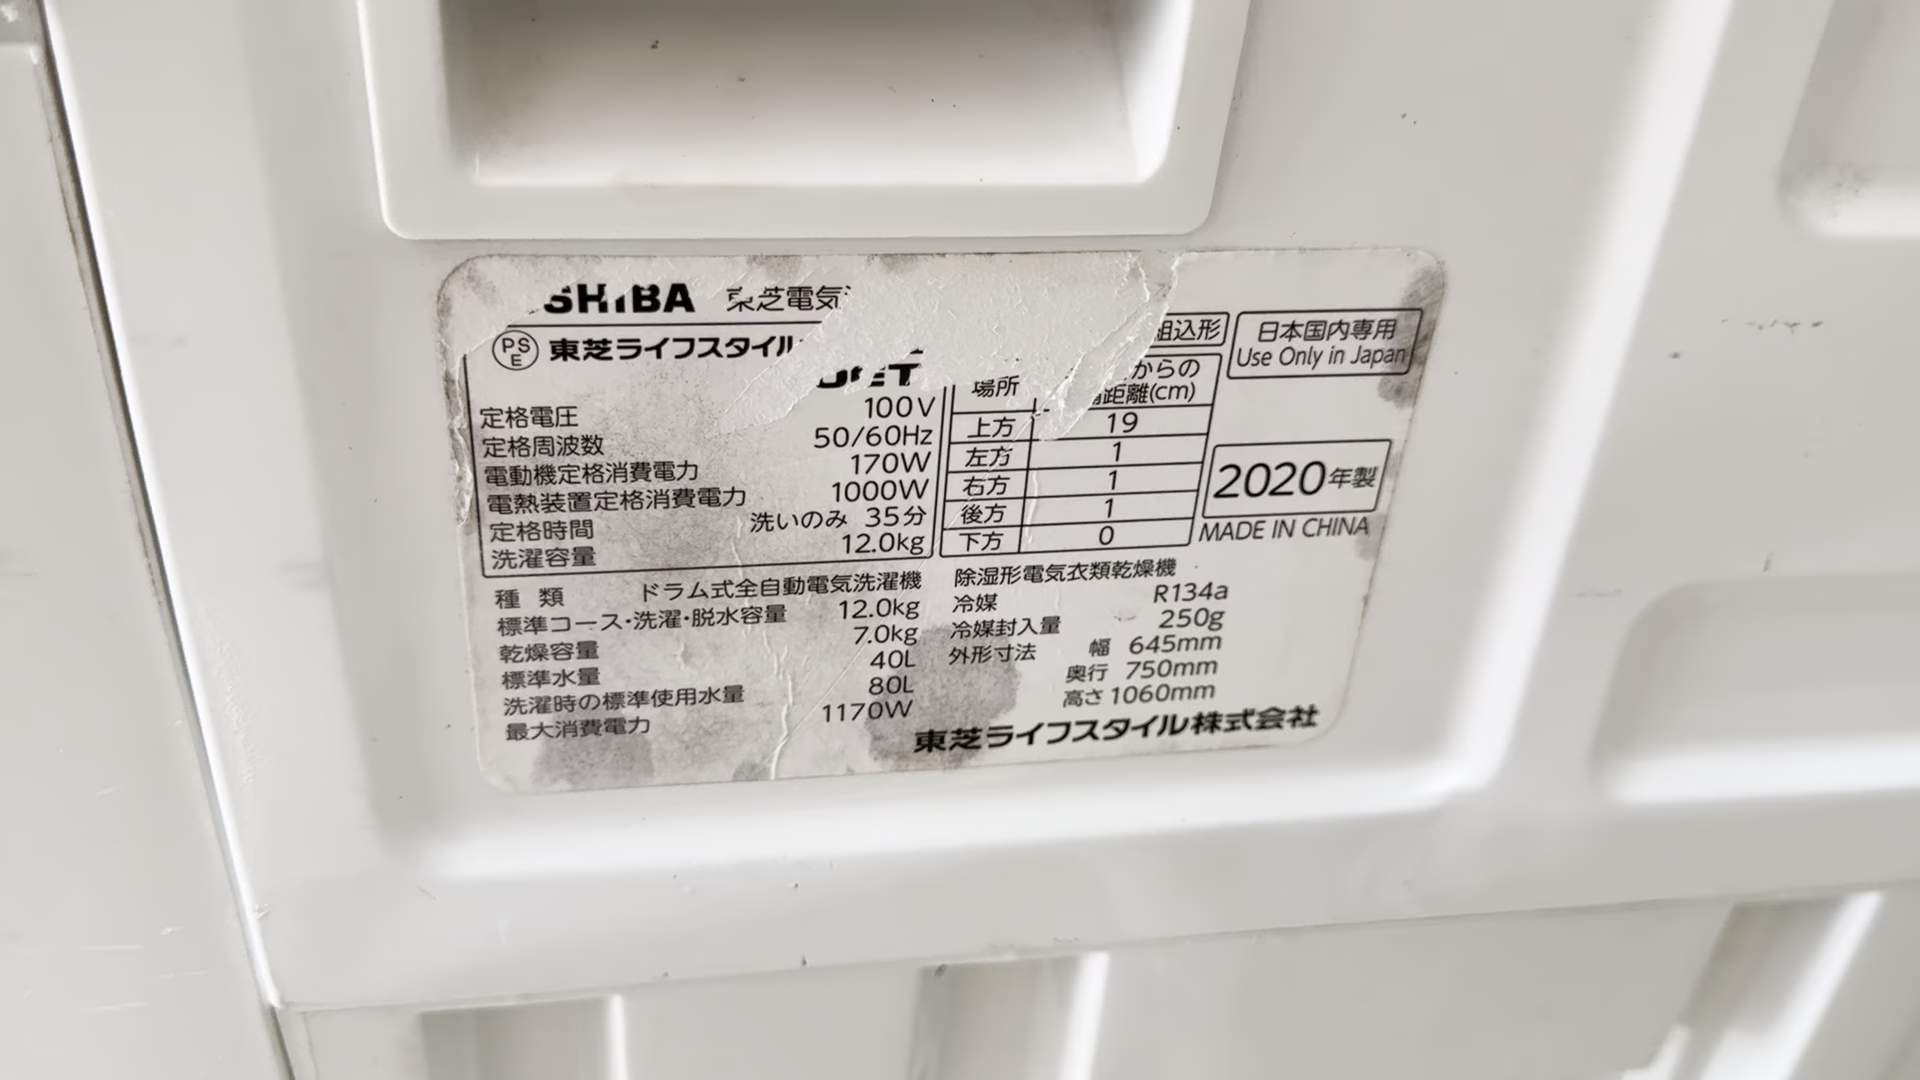 SHIBA 東芝電気
PS
E
東芝ライフスタイル
定格電圧 100V
定格周波数 50/60Hz
電動機定格消費電力 170W
電熱装置定格消費電力 1000W
定格時間 洗いのみ 35分
洗濯容量 12.0kg
種類 ドラム式全自動電気洗濯機
標準コース・洗濯・脱水容量 12.0kg
乾燥容量 7.0kg
標準水量 40L
洗濯時の標準使用水量 80L
最大消費電力 1170W
組込形
場所 からの
距離(cm)
上方 19
左方 1
右方 1
後方 1
下方 0
除湿形電気衣類乾燥機
冷媒 R134a
冷媒封入量 250g
外形寸法 幅 645mm
奥行 750mm
高さ 1060mm
東芝ライフスタイル株式会社
日本国内専用
Use Only in Japan
2020年製
MADE IN CHINA